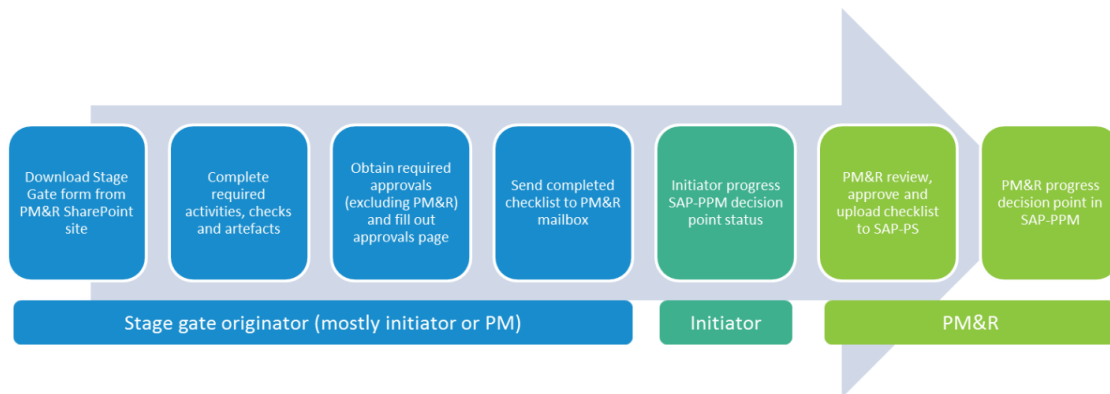 Download Stage
Gate form from
PM&R SharePoint
site
Complete
required
activities, checks
and artefacts
Obtain required
approvals
(excluding PM&R)
and fill out
approvals page
Send completed
checklist to PM&R
mailbox
Initiator progress
SAP-PPM decision
point status
PM&R review,
approve and
upload checklist
to SAP-PS
PM&R progress
decision point in
SAP-PPM
Stage gate originator (mostly initiator or PM)
Initiator
PM&R